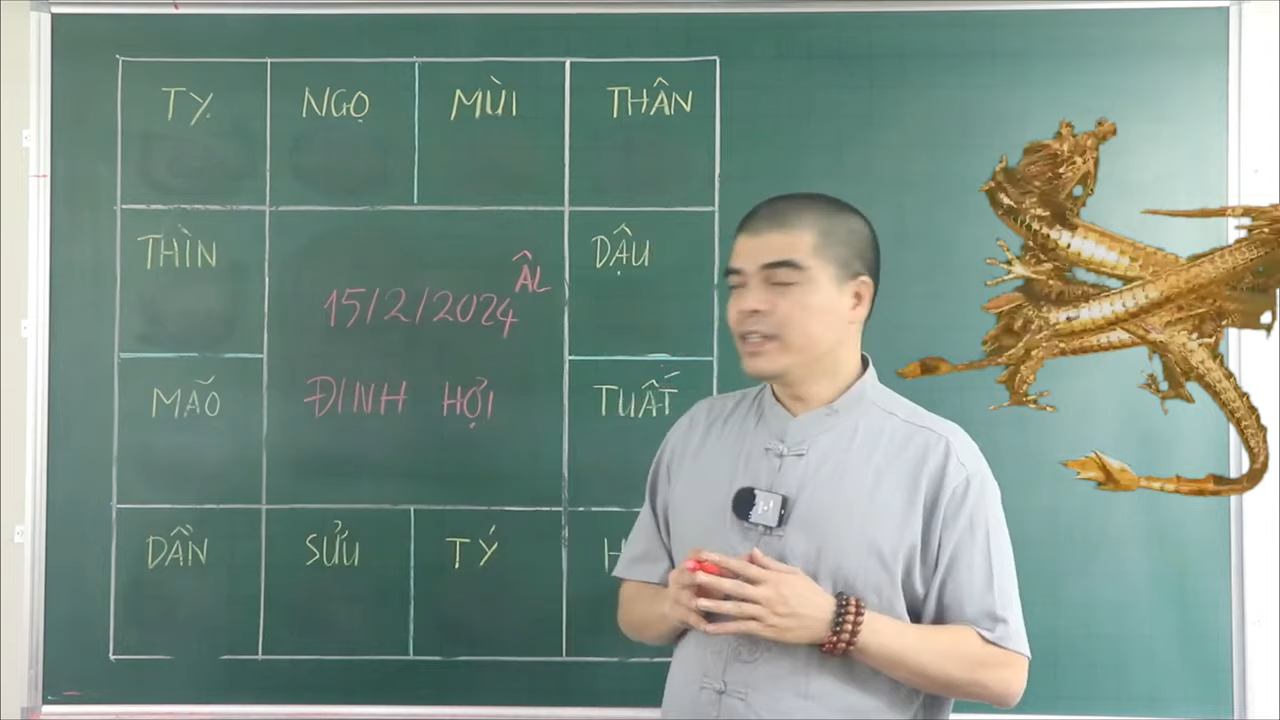 TỴ NGỌ MÙI THÂN
THÌN DẬU
15/2/2024 ÂL
MÃO ĐINH HỢI TUẤT
DẦN SỬU TÝ H